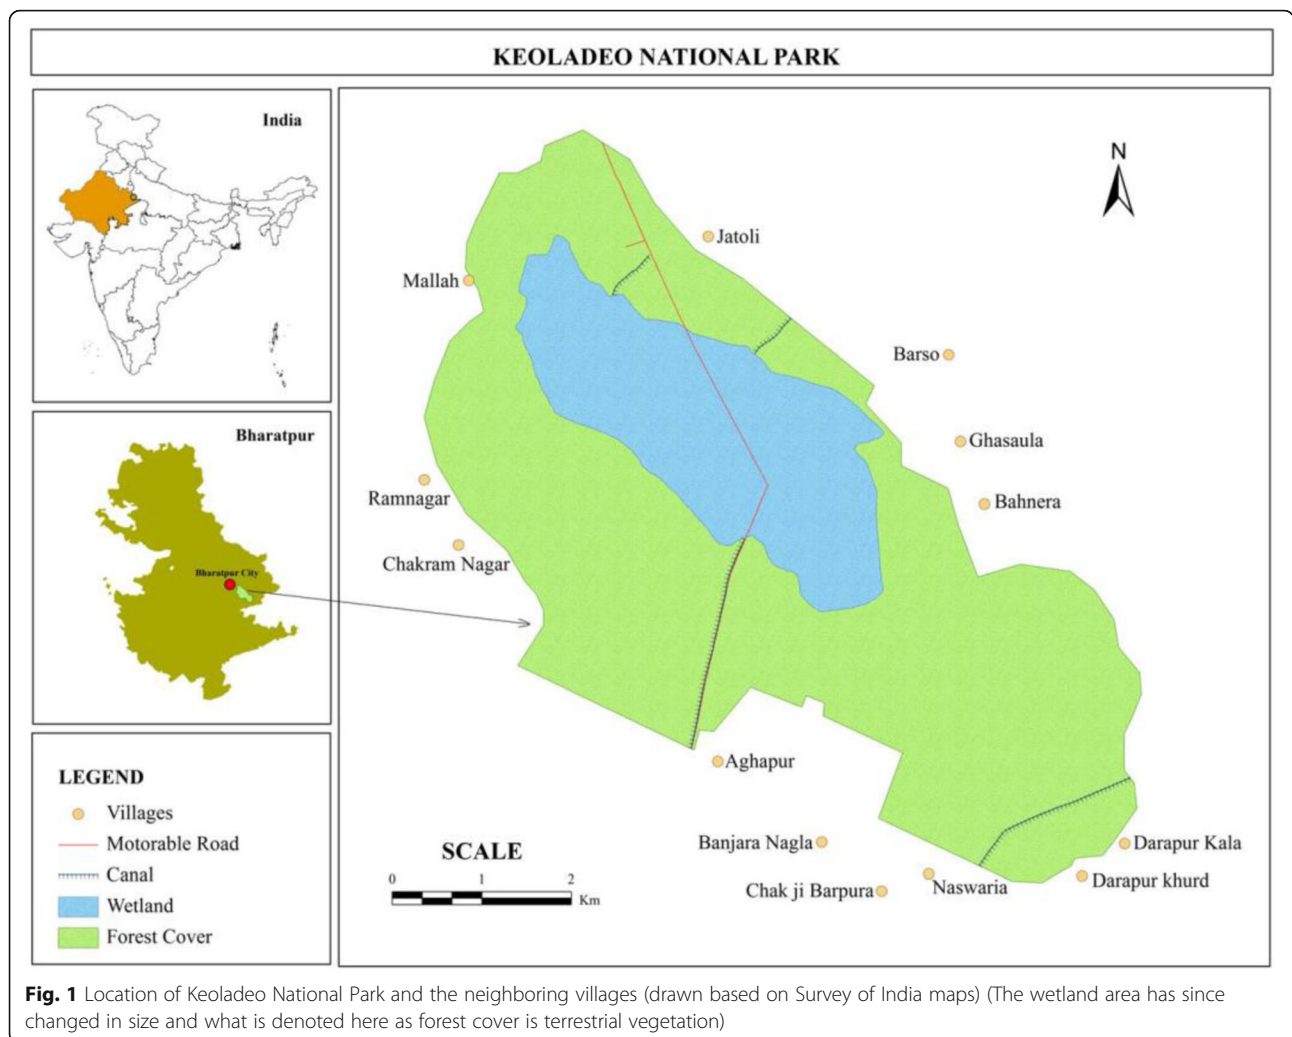 KEOLADEO NATIONAL PARK
India
Bharatpur
Bharatpur City
LEGEND
Villages
Motorable Road
Canal
Wetland
Forest Cover
N
Jatoli
Mallah
Barso
Ghasaula
Ramnagar
Bahnera
Chakram Nagar
Aghapur
Banjara Nagla
Darapur Kala
Chak ji Barpura
Naswaria
Darapur khurd
SCALE
0 1 2
Km
Fig. 1 Location of Keoladeo National Park and the neighboring villages (drawn based on Survey of India maps) (The wetland area has since
changed in size and what is denoted here as forest cover is terrestrial vegetation)